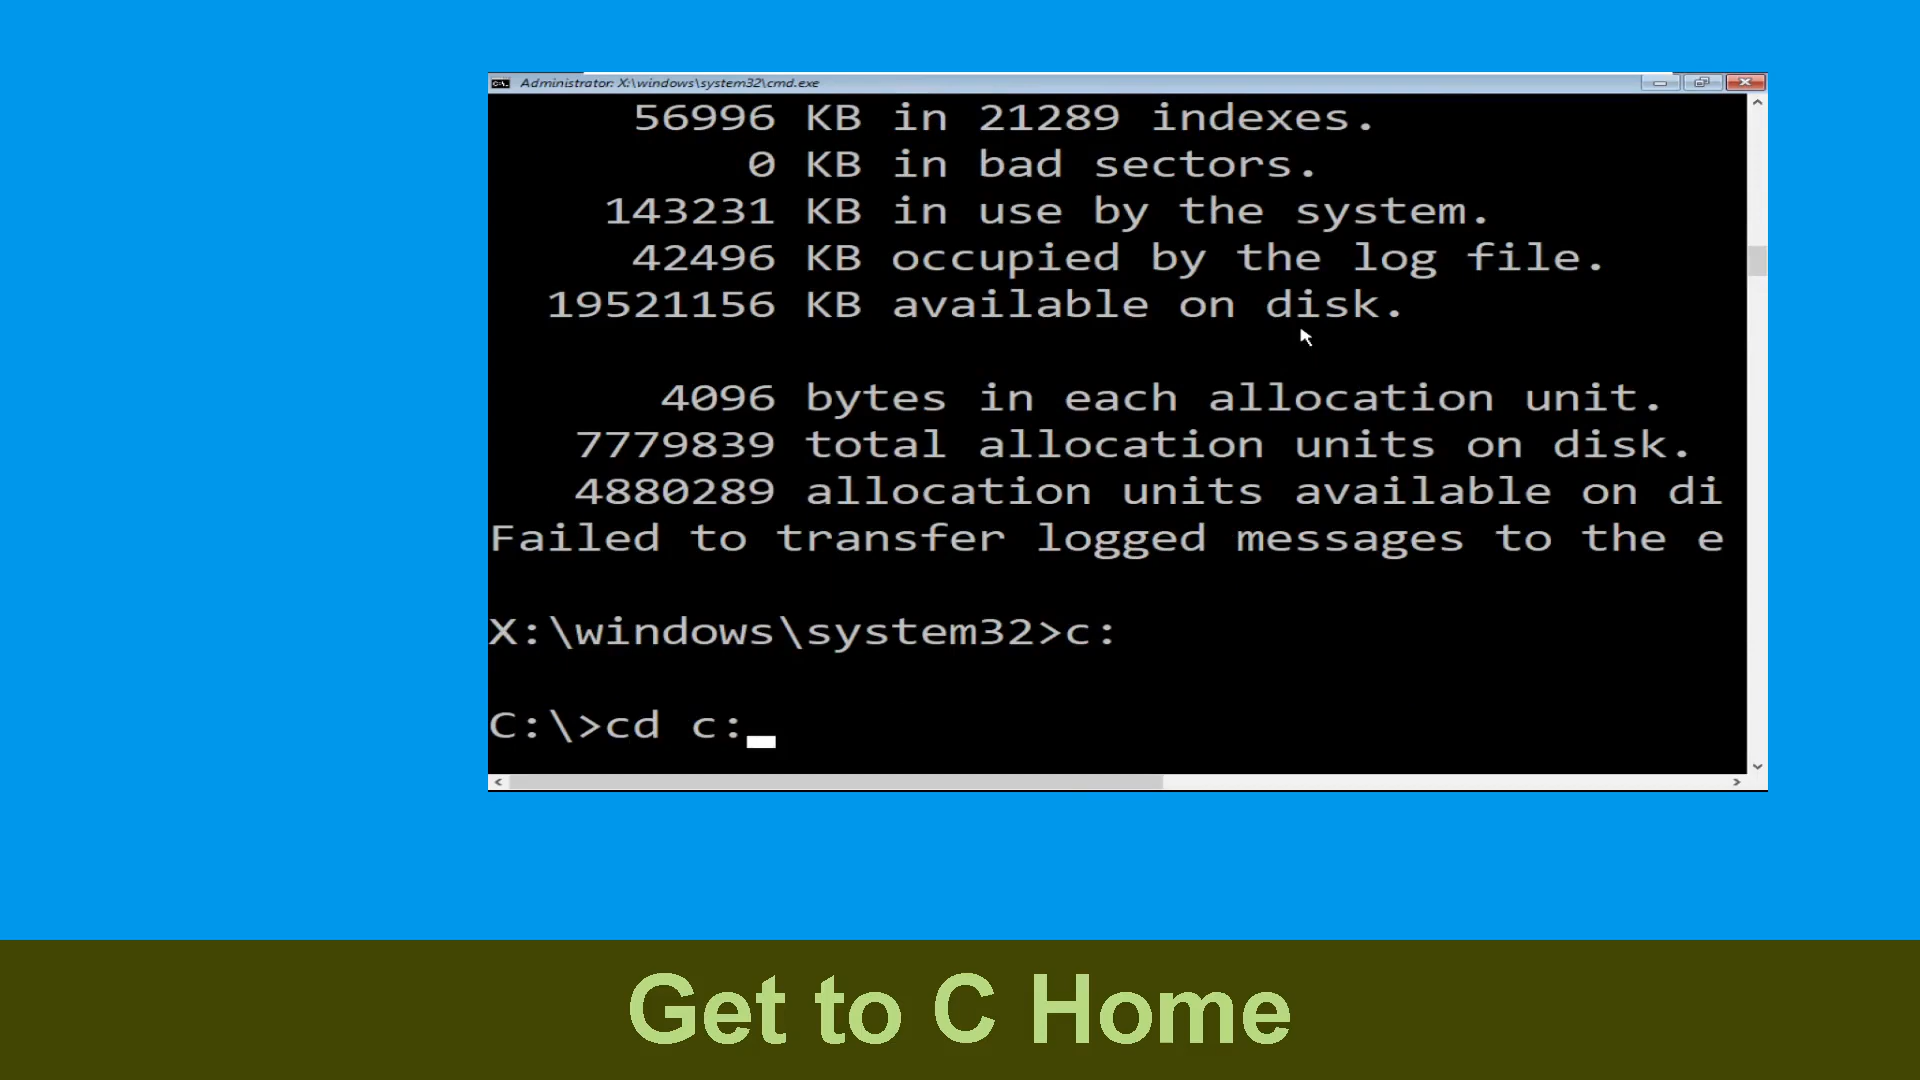 Administrator: X:\windows\system32\cmd.exe
56996 KB in 21289 indexes.
0 KB in bad sectors.
143231 KB in use by the system.
42496 KB occupied by the log file.
19521156 KB available on disk.
4096 bytes in each allocation unit.
7779839 total allocation units on disk.
4880289 allocation units available on di
Failed to transfer logged messages to the e
X:\windows\system32>c:
C:\>cd c:
Get to C Home